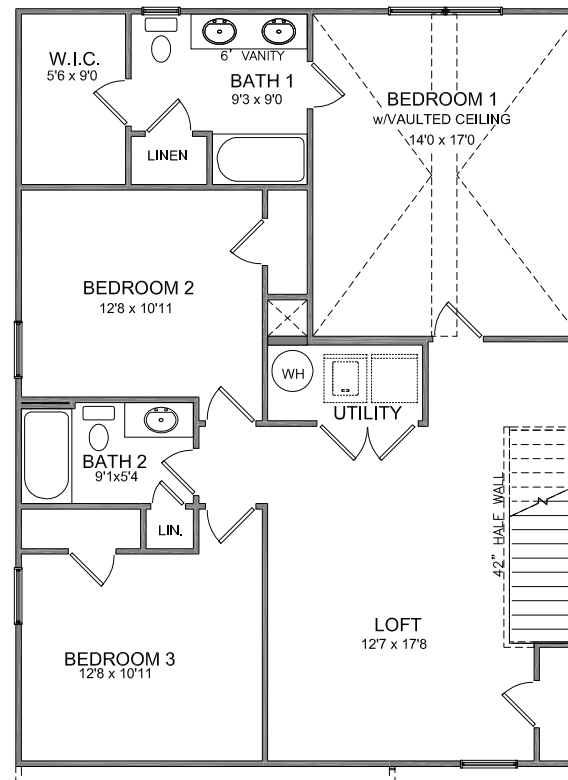 W.I.C.
5'6 x 9'0
6' VANITY
BATH 1
9'3 x 9'0
LINEN
BEDROOM 1
w/VAULTED CEILING
14'0 x 17'0
BEDROOM 2
12'8 x 10'11
WH
UTILITY
BATH 2
9'1x5'4
LIN.
42" HALF WALL
LOFT
12'7 x 17'8
BEDROOM 3
12'8 x 10'11